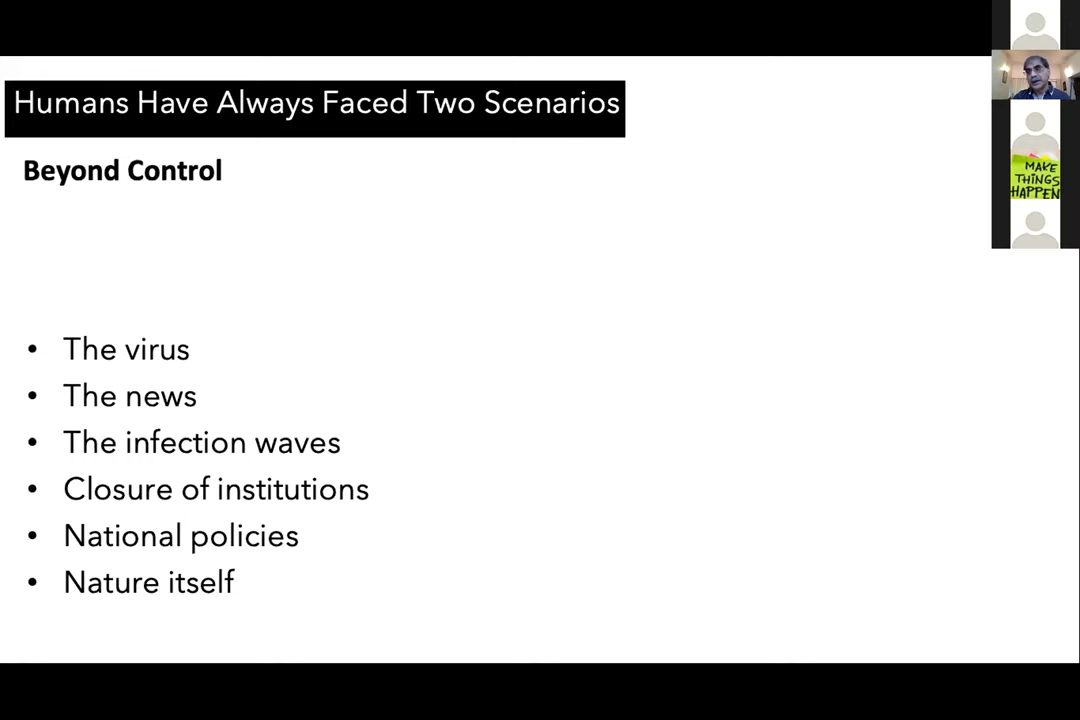 Humans Have Always Faced Two Scenarios
Beyond Control
• The virus
• The news
• The infection waves
• Closure of institutions
• National policies
• Nature itself
MAKE
THINGS
HAPPEN